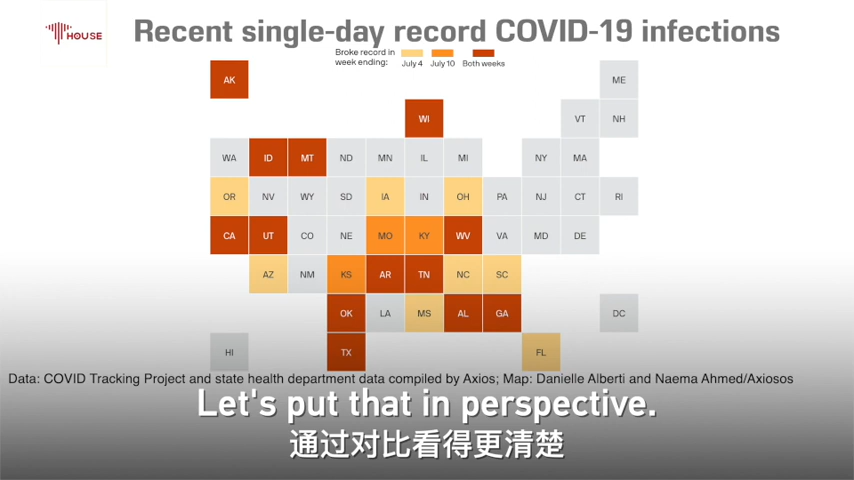 HOUSE
Recent single-day record COVID-19 infections
Broke record in
week ending:
July 4 July 10 Both weeks
AK ME
WI VT NH
WA ID MT ND MN IL MI NY MA
OR NV WY SD IA IN OH PA NJ CT RI
CA UT CO NE MO KY WV VA MD DE
AZ NM KS AR TN NC SC
OK LA MS AL GA DC
HI TX FL
Data: COVID Tracking Project and state health department data compiled by Axios; Map: Danielle Alberti and Naema Ahmed/Axiosos
Let's put that in perspective.
通过对比看得更清楚